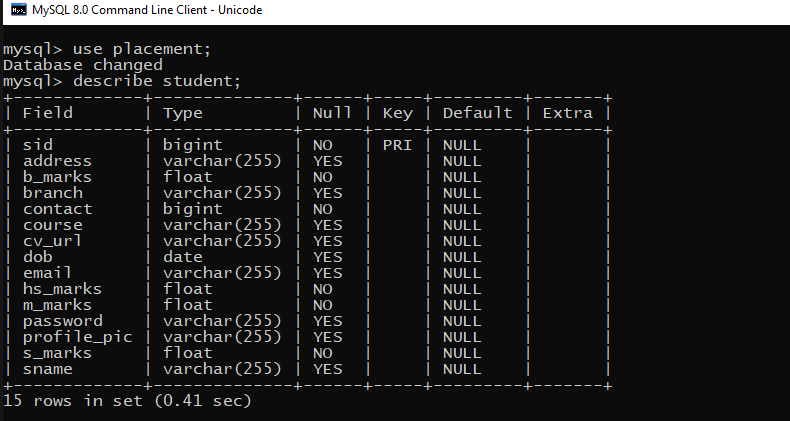 MySQL 8.0 Command Line Client - Unicode
mysql> use placement;
Database changed
mysql> describe student;
+-------------+--------------+------+-----+---------+-------+
| Field       | Type         | Null | Key | Default | Extra |
+-------------+--------------+------+-----+---------+-------+
| sid         | bigint       | NO   | PRI | NULL    |       |
| address     | varchar(255) | YES  |     | NULL    |       |
| b_marks     | float        | NO   |     | NULL    |       |
| branch      | varchar(255) | YES  |     | NULL    |       |
| contact     | bigint       | NO   |     | NULL    |       |
| course      | varchar(255) | YES  |     | NULL    |       |
| cv_url      | varchar(255) | YES  |     | NULL    |       |
| dob         | date         | YES  |     | NULL    |       |
| email       | varchar(255) | YES  |     | NULL    |       |
| hs_marks    | float        | NO   |     | NULL    |       |
| m_marks     | float        | NO   |     | NULL    |       |
| password    | varchar(255) | YES  |     | NULL    |       |
| profile_pic | varchar(255) | YES  |     | NULL    |       |
| s_marks     | float        | NO   |     | NULL    |       |
| sname       | varchar(255) | YES  |     | NULL    |       |
+-------------+--------------+------+-----+---------+-------+
15 rows in set (0.41 sec)